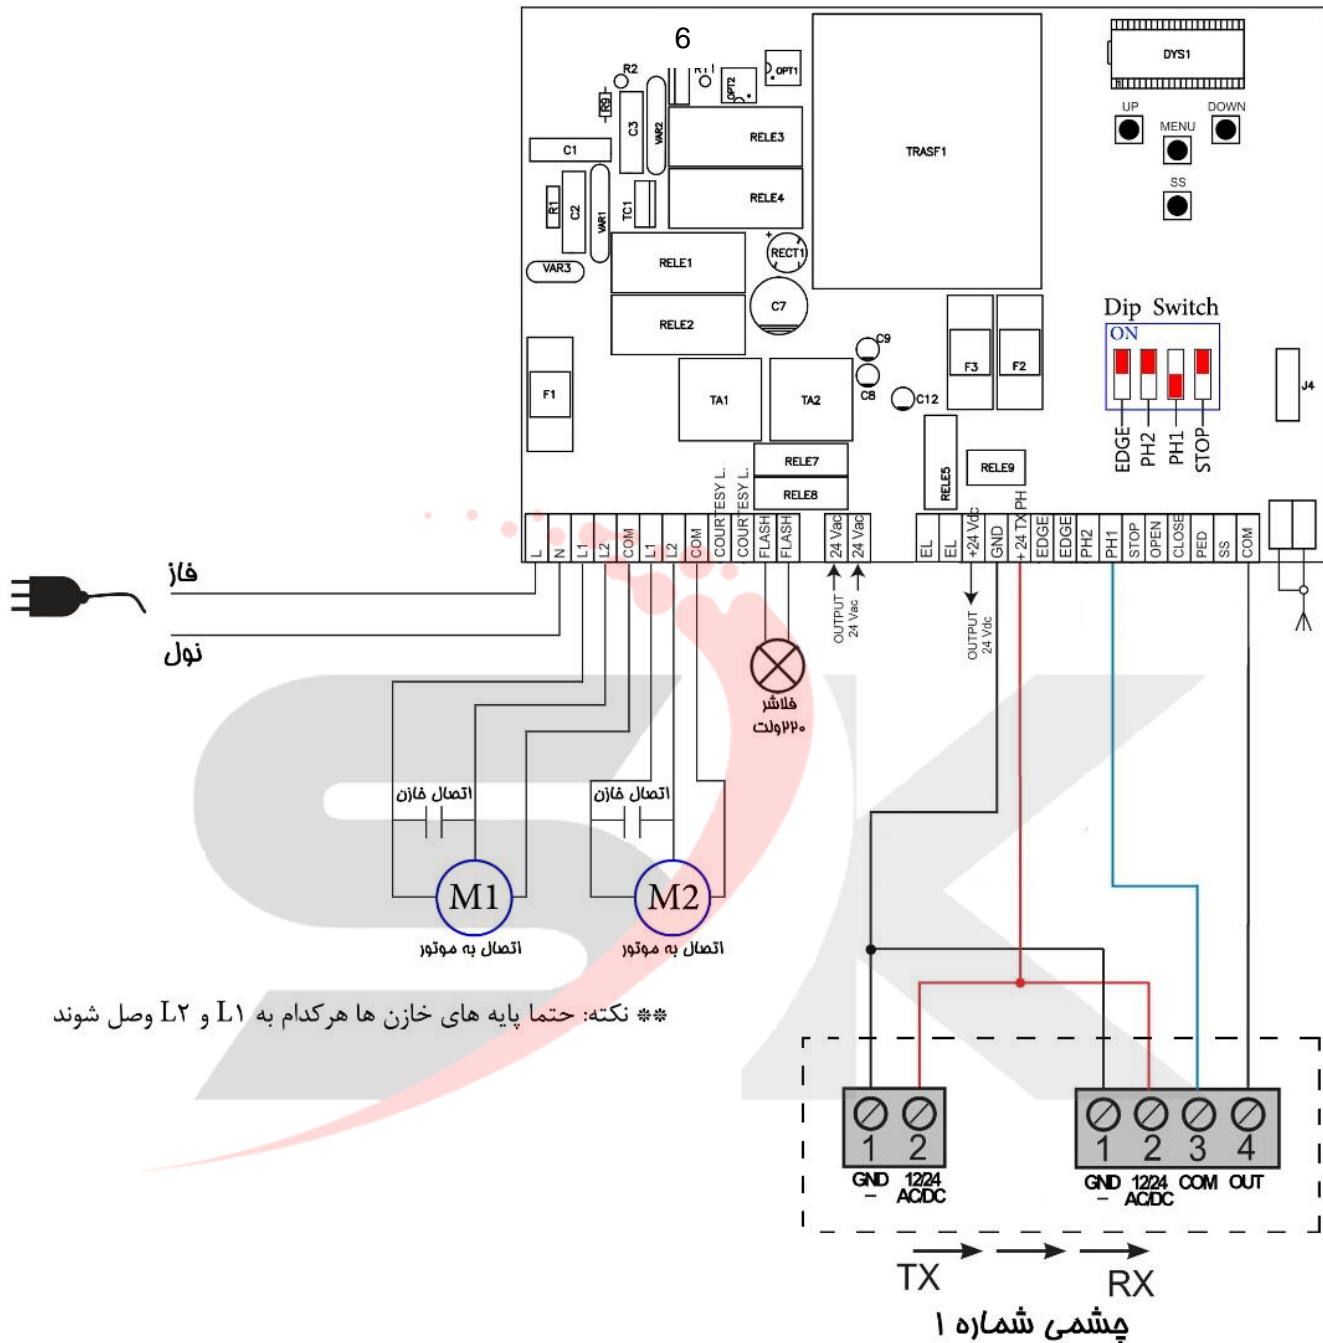 6
R2
R11
OPT2
OPT1
R9
C3
VAR2
RELE3
C1
RELE4
TRASF1
DYS1
UP
DOWN
MENU
SS
R1
C2
VAR1
TC1
RECT1
RELE1
VAR3
C7
RELE2
Dip Switch
ON
EDGE
PH2
PH1
STOP
C9
C8
C12
F1
TA1
TA2
F3
F2
J4
RELE7
RELE8
RELE5
RELE9
L
N
L1
L2
COM
L1
L2
COM
COURTESY L.
COURTESY L.
FLASH
FLASH
24 Vac
24 Vac
EL
EL
+24 Vdc
GND
+ 24 TX PH
EDGE
EDGE
PH2
PH1
STOP
OPEN
CLOSE
PED
SS
COM
فاز
نول
OUTPUT
24 Vac
OUTPUT
24 Vdc
فلاشر
۲۲۰ولت
اتصال خازن
اتصال خازن
M1
M2
اتصال به موتور
اتصال به موتور
** نکته: حتما پایه های خازن ها هرکدام به L۱ و L۲ وصل شوند
SK
1 2
GND 12/24
– AC/DC
1 2 3 4
GND 12/24 COM OUT
– AC/DC
TX
RX
چشمی شماره ۱